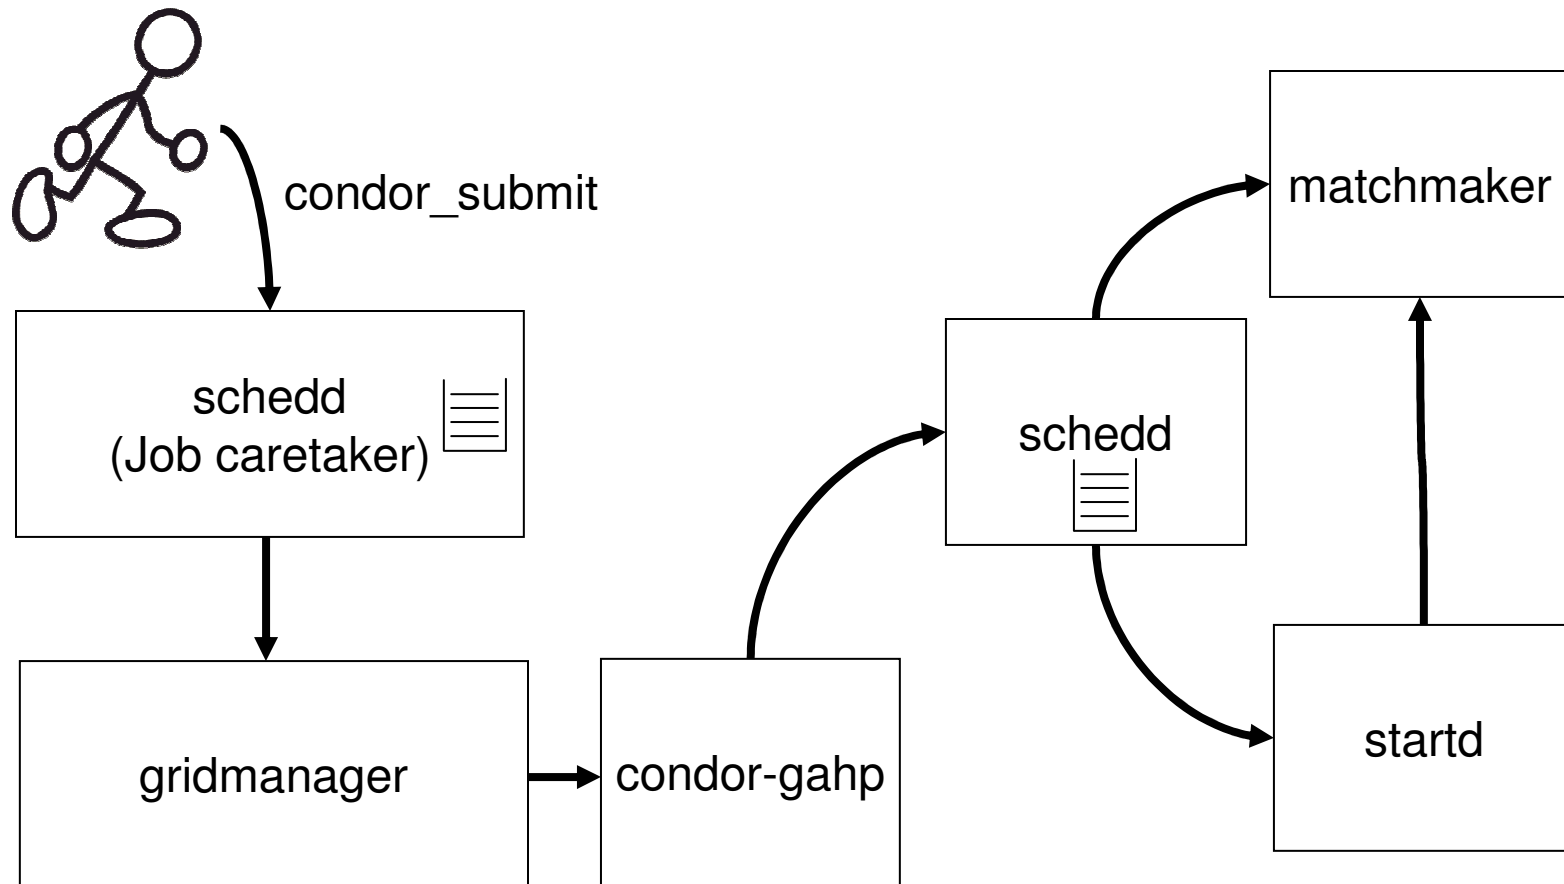 condor_submit
schedd
(Job caretaker)
gridmanager
condor-gahp
schedd
matchmaker
startd